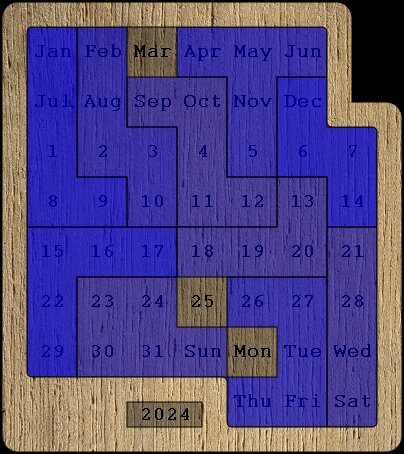 Jan Feb Mar Apr May Jun
Jul Aug Sep Oct Nov Dec
1 2 3 4 5 6 7
8 9 10 11 12 13 14
15 16 17 18 19 20 21
22 23 24 25 26 27 28
29 30 31 Sun Mon Tue Wed
Thu Fri Sat
2024